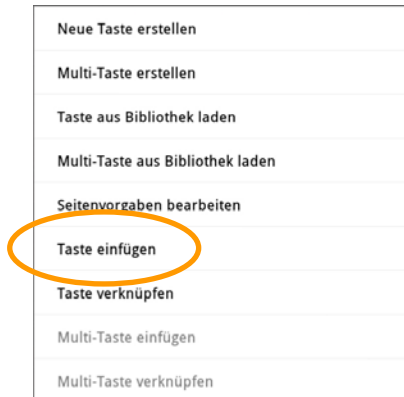 Neue Taste erstellen
Multi-Taste erstellen
Taste aus Bibliothek laden
Multi-Taste aus Bibliothek laden
Seitenvorgaben bearbeiten
Taste einfügen
Taste verknüpfen
Multi-Taste einfügen
Multi-Taste verknüpfen